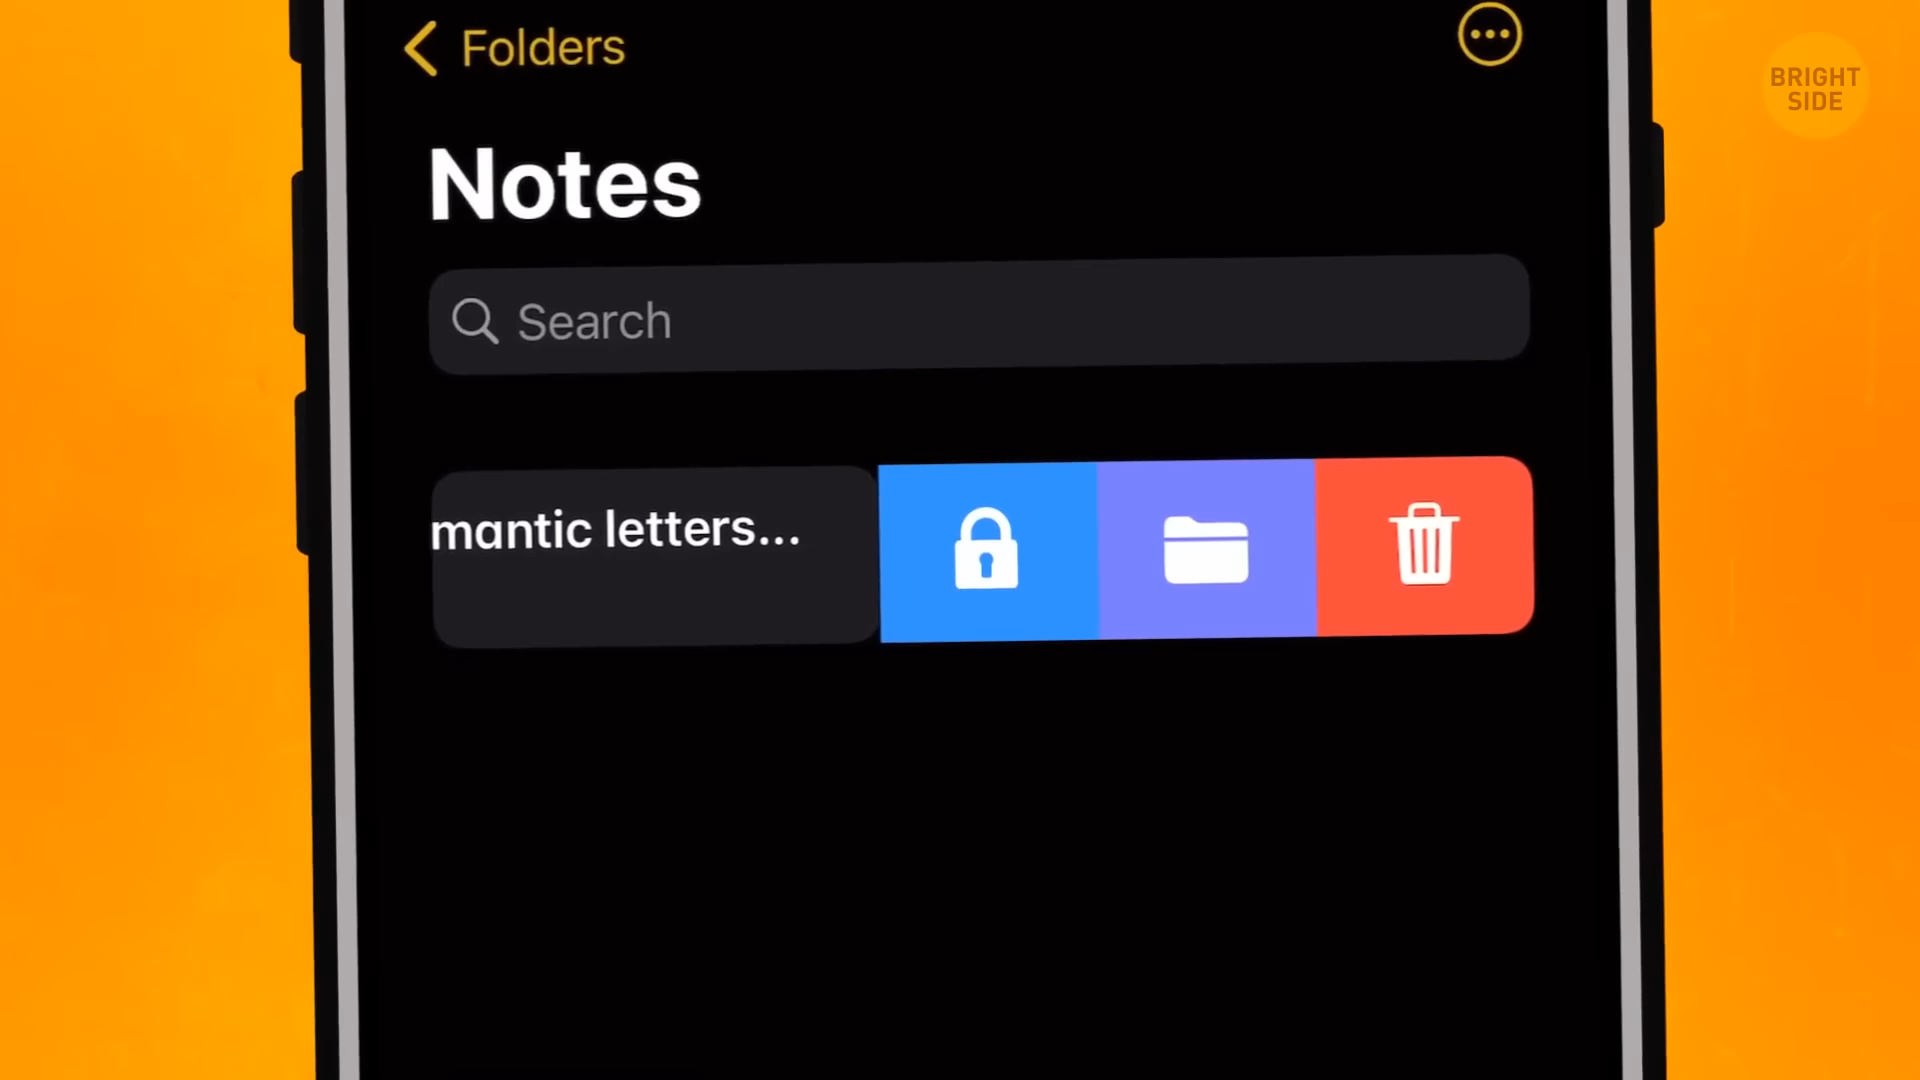 Folders
BRIGHT
SIDE
Notes
Search
mantic letters...